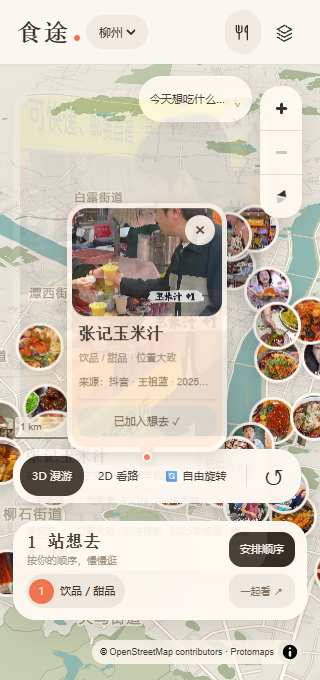 食途
柳州
今天想吃什么...
可快递
白露街道
潭西街
玉米汁 ¥1
张记玉米汁
饮品 / 甜品 · 位置大致
来源：抖音 · 王祖蓝 · 2025...
已加入想去 ✓
1 km
3D 漫游
2D 看路
自由旋转
柳石街道
1 站想去
按你的顺序，慢慢逛
安排顺序
1
饮品 / 甜品
一起看 ↗
© OpenStreetMap contributors · Protomaps